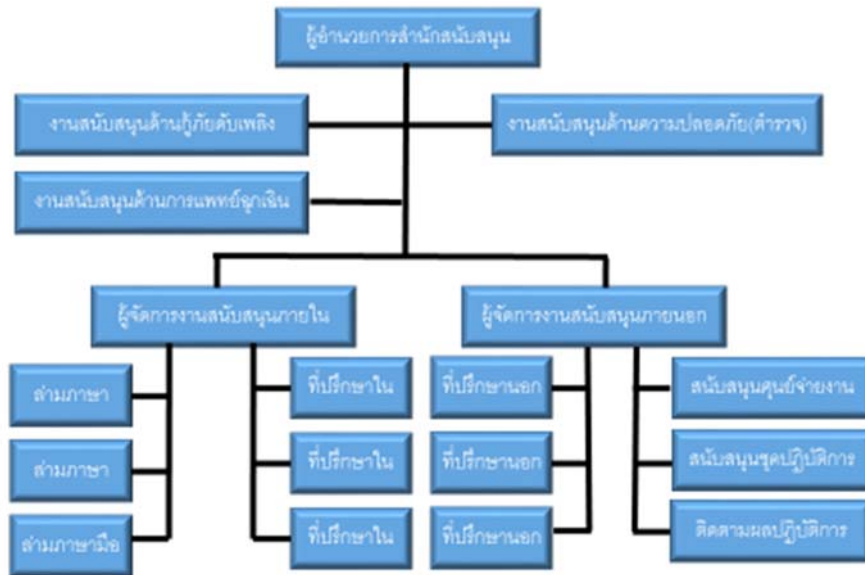 ผู้อำนวยการสำนักสนับสนุน
งานสนับสนุนด้านกู้ภัยดับเพลิง
งานสนับสนุนด้านความปลอดภัย(ตำรวจ)
งานสนับสนุนด้านการแพทย์ฉุกเฉิน
ผู้จัดการงานสนับสนุนภายใน
ผู้จัดการงานสนับสนุนภายนอก
ล่ามภาษา
ที่ปรึกษาใน
ที่ปรึกษานอก
สนับสนุนศูนย์จ่ายงาน
ล่ามภาษา
ที่ปรึกษาใน
ที่ปรึกษานอก
สนับสนุนชุดปฏิบัติการ
ล่ามภาษามือ
ที่ปรึกษาใน
ที่ปรึกษานอก
ติดตามผลปฏิบัติการ